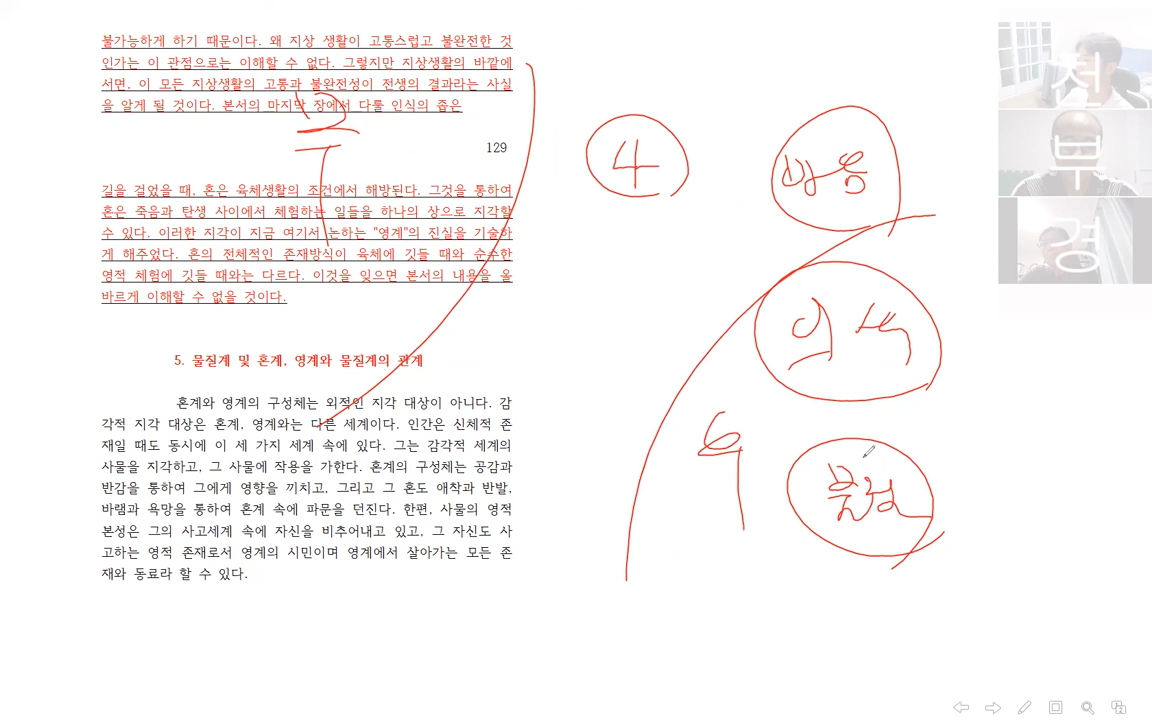 불가능하게 하기 때문이다. 왜 지상 생활이 고통스럽고 불완전한 것
인가는 이 관점으로는 이해할 수 없다. 그렇지만 지상생활의 바깥에
서면, 이 모든 지상생활의 고통과 불완전성이 전생의 결과라는 사실
을 알게 될 것이다. 본서의 마지막 장에서 다룰 인식의 좁은
129
길을 걸었을 때, 혼은 육체생활의 조건에서 해방된다. 그것을 통하여
혼은 죽음과 탄생 사이에서 체험하는 일들을 하나의 상으로 지각할
수 있다. 이러한 지각이 지금 여기서 논하는 "영계"의 진실을 기술하
게 해주었다. 혼의 전체적인 존재방식이 육체에 깃들 때와 순수한
영적 체험에 깃들 때와는 다르다. 이것을 잊으면 본서의 내용을 올
바르게 이해할 수 없을 것이다.
5. 물질계 및 혼계, 영계와 물질계의 관계
혼계와 영계의 구성체는 외적인 지각 대상이 아니다. 감
각적 지각 대상은 혼계, 영계와는 다른 세계이다. 인간은 신체적 존
재일 때도 동시에 이 세 가지 세계 속에 있다. 그는 감각적 세계의
사물을 지각하고, 그 사물에 작용을 가한다. 혼계의 구성체는 공감과
반감을 통하여 그에게 영향을 끼치고, 그리고 그 혼도 애착과 반발,
바램과 욕망을 통하여 혼계 속에 파문을 던진다. 한편, 사물의 영적
본성은 그의 사고세계 속에 자신을 비추어내고 있고, 그 자신도 사
고하는 영적 존재로서 영계의 시민이며 영계에서 살아가는 모든 존
재와 동료라 할 수 있다.
4
마음
의식
천
부
경